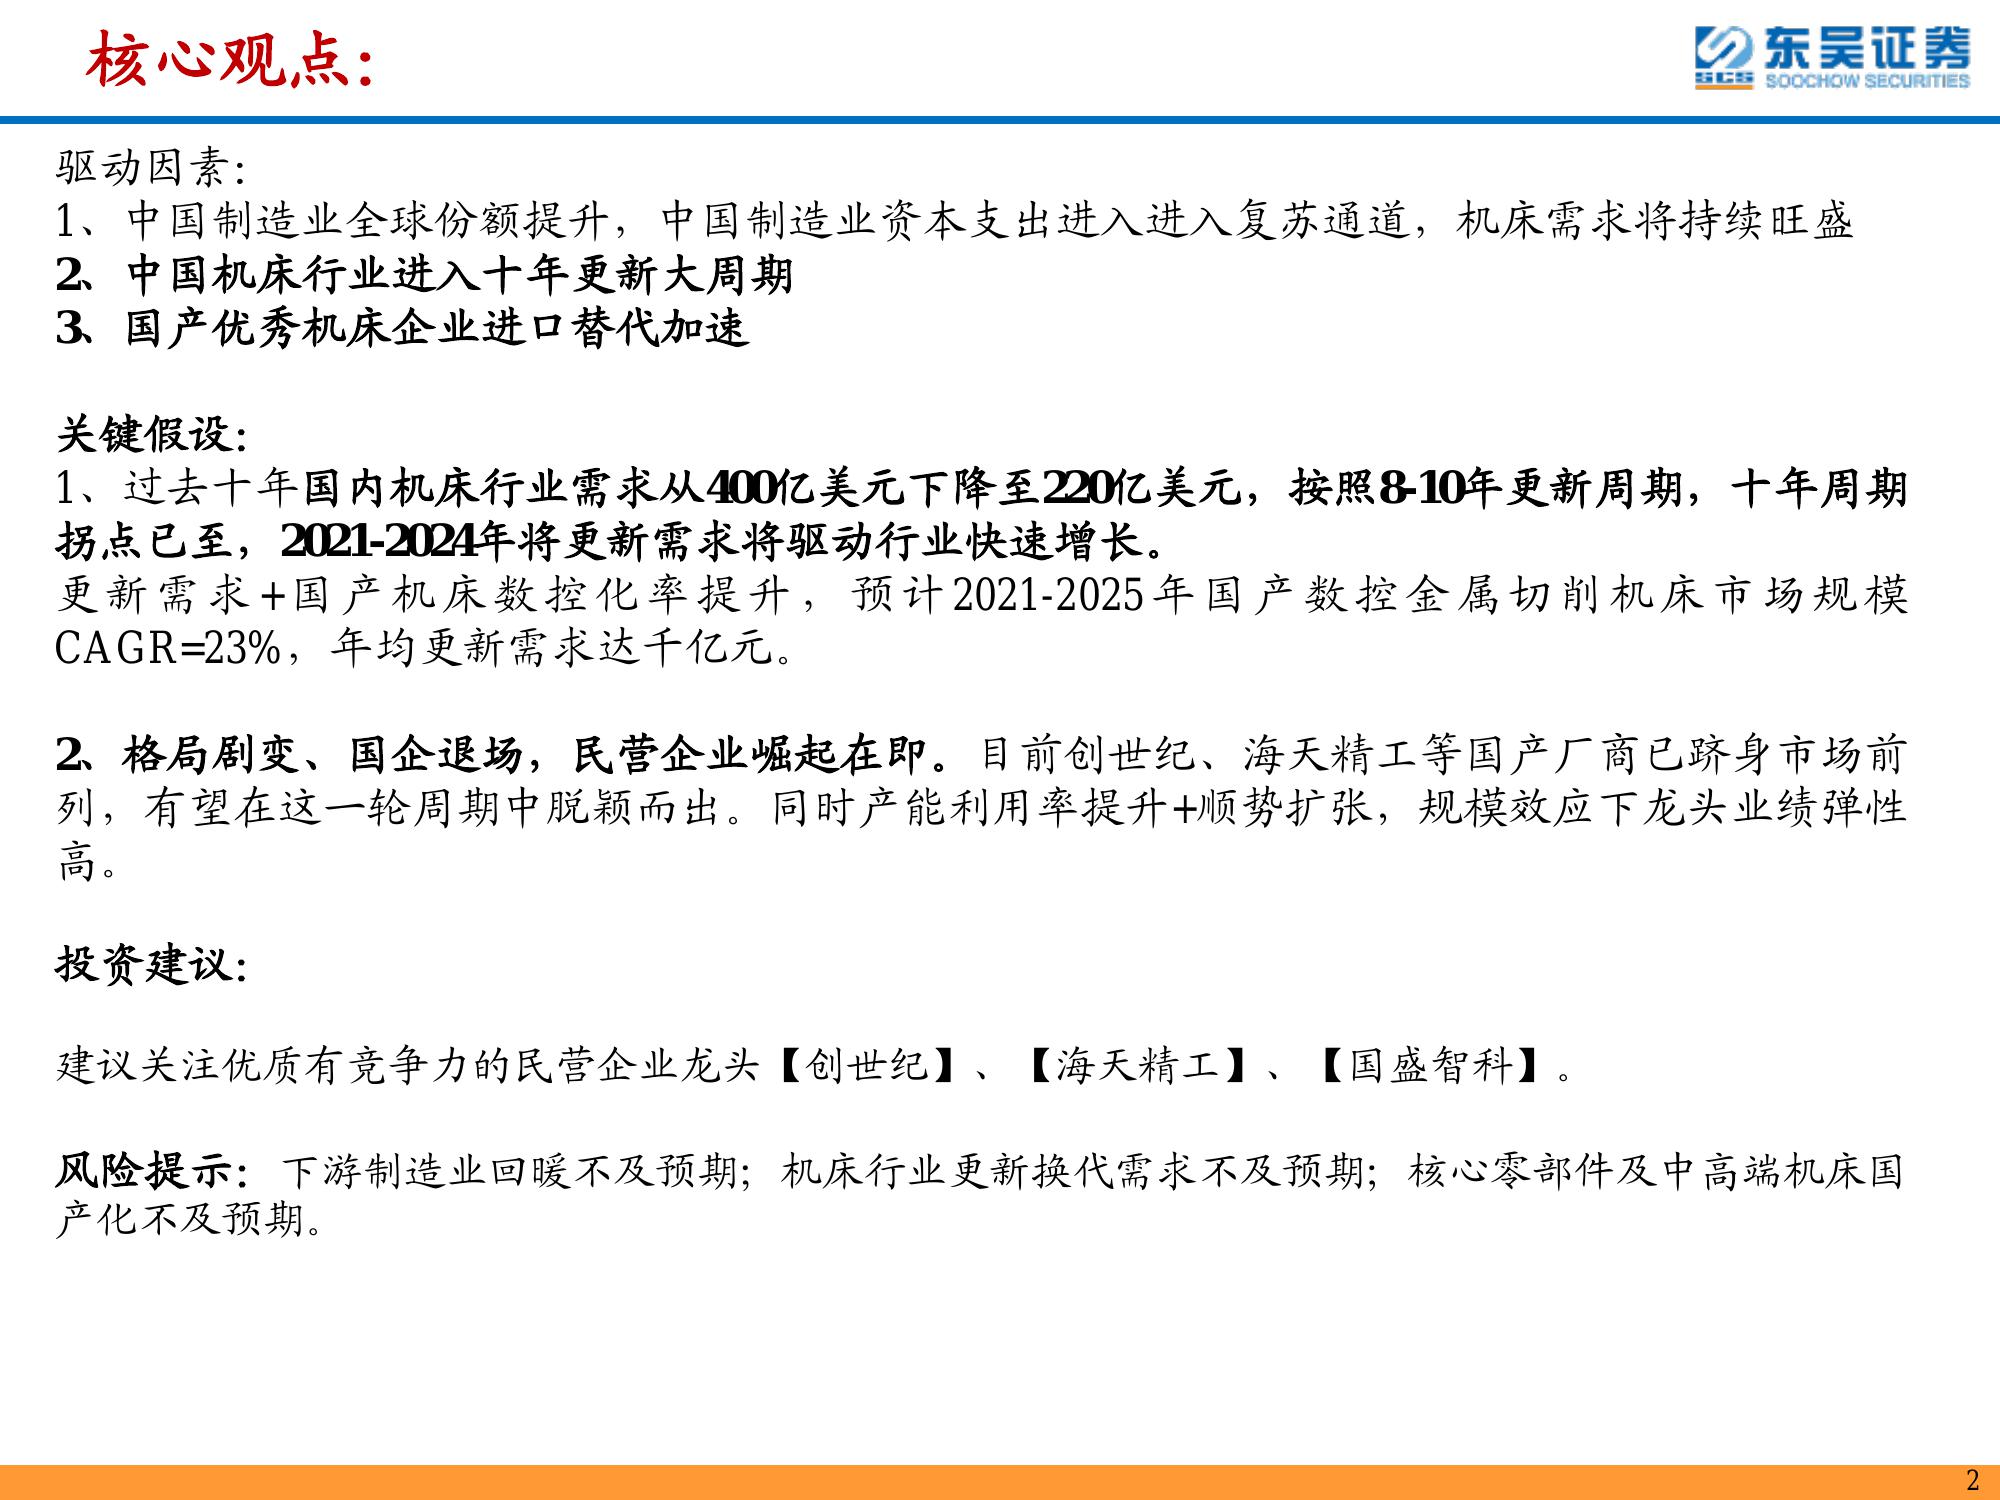 核心观点：
东吴证券
SCS SOOCHOW SECURITIES
驱动因素：
1、中国制造业全球份额提升，中国制造业资本支出进入进入复苏通道，机床需求将持续旺盛
2、中国机床行业进入十年更新大周期
3、国产优秀机床企业进口替代加速
关键假设：
1、过去十年国内机床行业需求从400亿美元下降至220亿美元，按照8-10年更新周期，十年周期
拐点已至，2021-2024年将更新需求将驱动行业快速增长。
更新需求+国产机床数控化率提升，预计2021-2025年国产数控金属切削机床市场规模
CAGR=23%，年均更新需求达千亿元。
2、格局剧变、国企退场，民营企业崛起在即。目前创世纪、海天精工等国产厂商已跻身市场前
列，有望在这一轮周期中脱颖而出。同时产能利用率提升+顺势扩张，规模效应下龙头业绩弹性
高。
投资建议：
建议关注优质有竞争力的民营企业龙头【创世纪】、【海天精工】、【国盛智科】。
风险提示：下游制造业回暖不及预期；机床行业更新换代需求不及预期；核心零部件及中高端机床国
产化不及预期。
2